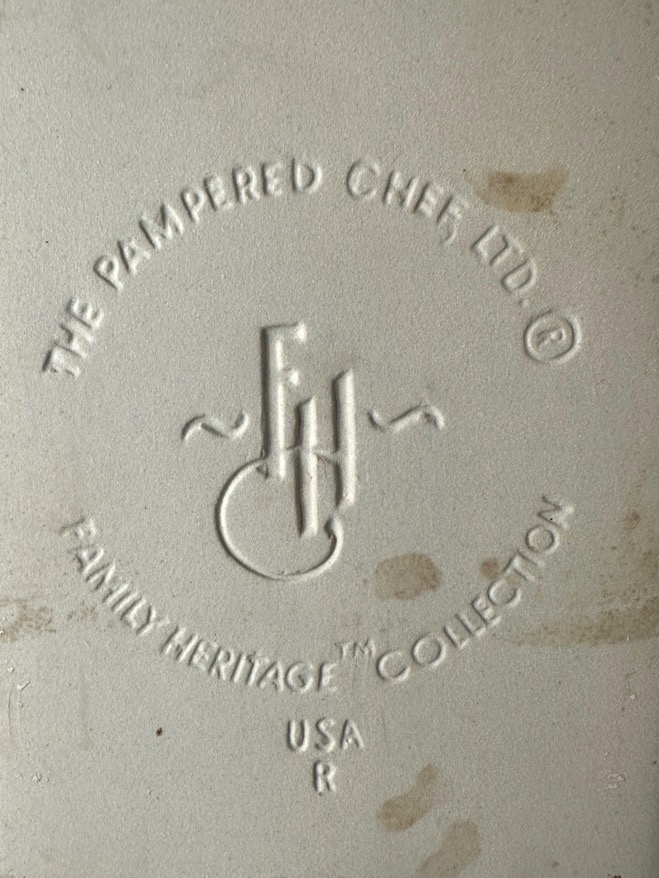 THE PAMPERED CHEF, LTD. ®
FH
FAMILY HERITAGE™ COLLECTION
USA
R